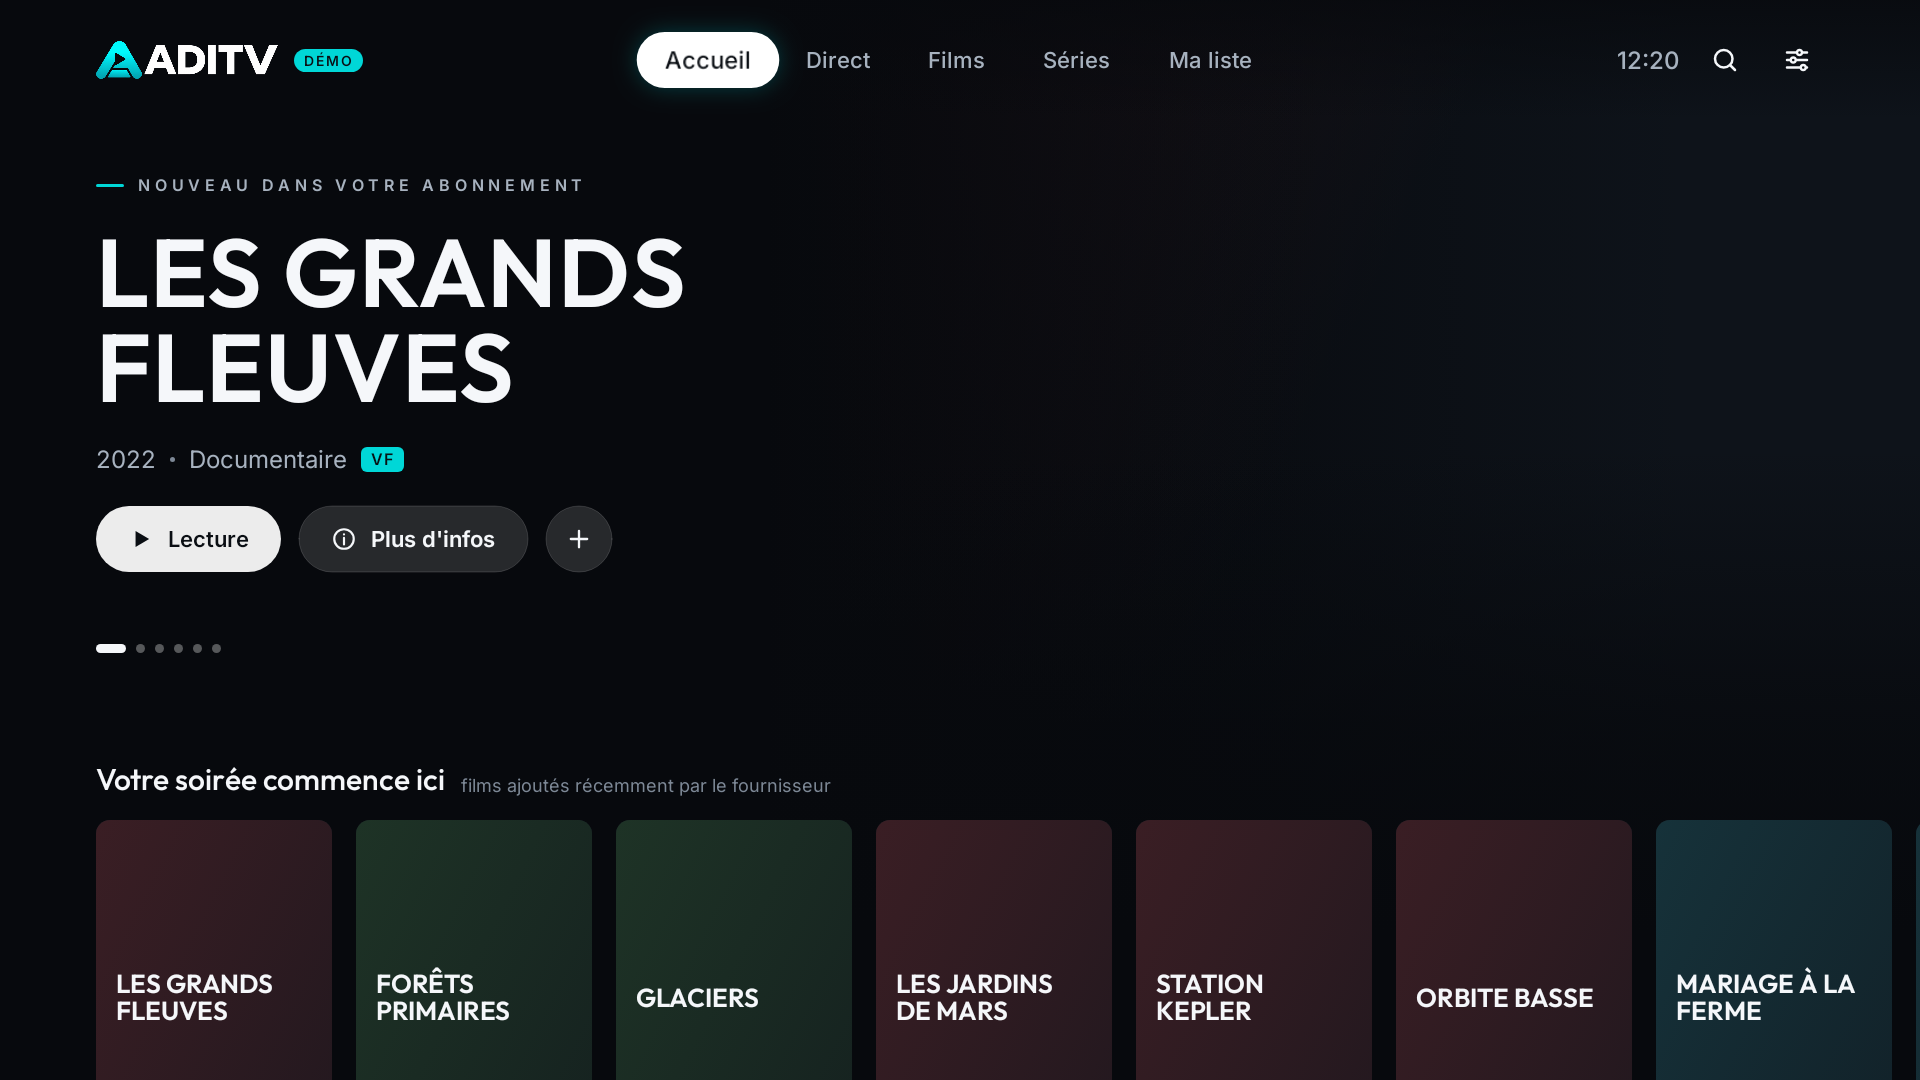 ADITV DÉMO
Accueil Direct Films Séries Ma liste
12:20
NOUVEAU DANS VOTRE ABONNEMENT
LES GRANDS
FLEUVES
2022 • Documentaire VF
Lecture Plus d'infos
Votre soirée commence ici films ajoutés récemment par le fournisseur
LES GRANDS
FLEUVES
FORÊTS
PRIMAIRES
GLACIERS
LES JARDINS
DE MARS
STATION
KEPLER
ORBITE BASSE
MARIAGE À LA
FERME